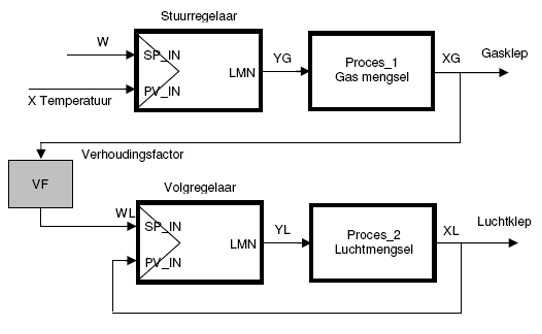 Stuurregelaar
W
SP_IN
LMN
X Temperatuur
PV_IN
YG
Proces_1
Gas mengsel
XG
Gasklep
Verhoudingsfactor
VF
Volgregelaar
WL
SP_IN
LMN
PV_IN
YL
Proces_2
Luchtmengsel
XL
Luchtklep